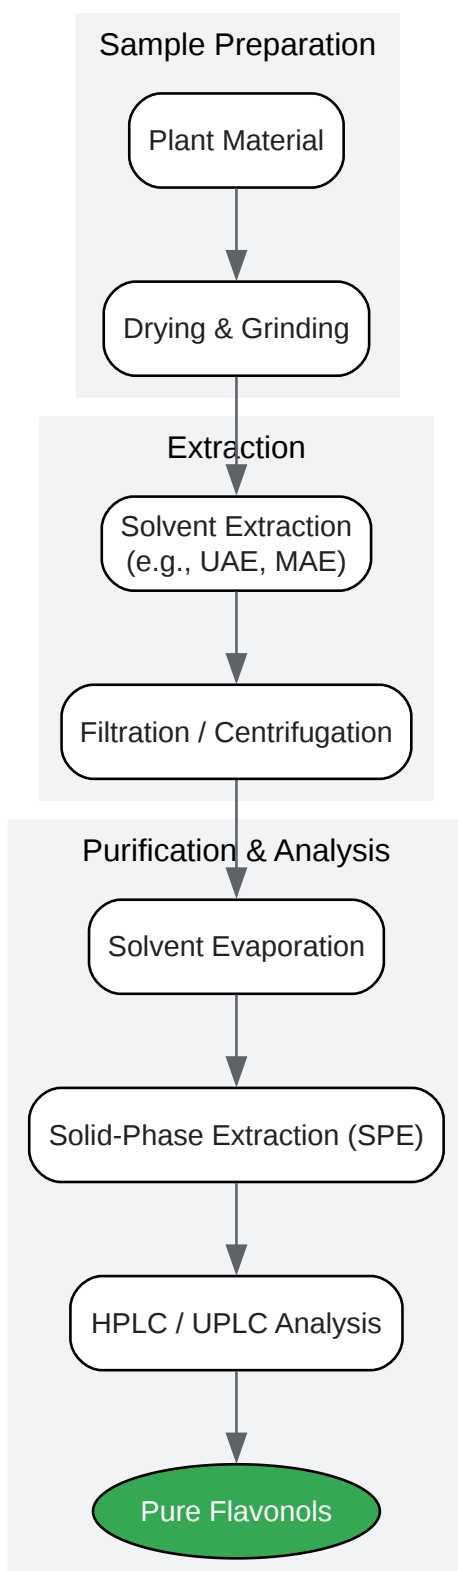 Sample Preparation
Plant Material
Drying & Grinding
Extraction
Solvent Extraction
(e.g., UAE, MAE)
Filtration / Centrifugation
Purification & Analysis
Solvent Evaporation
Solid-Phase Extraction (SPE)
HPLC / UPLC Analysis
Pure Flavonols